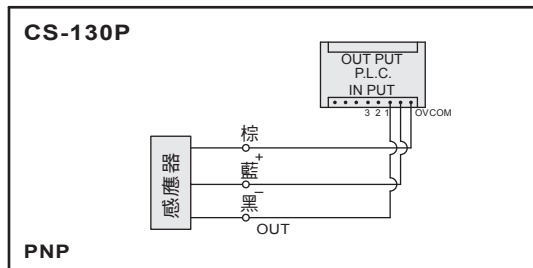 CS-130P
OUT PUT
P.L.C.
IN PUT
3 2 1 OVCOM
棕
+
藍
−
黑
OUT
感應器
PNP